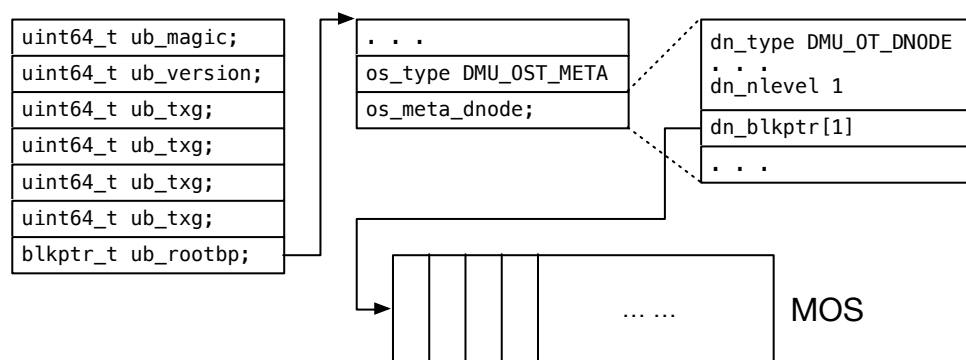 uint64_t ub_magic;
uint64_t ub_version;
uint64_t ub_txg;
uint64_t ub_txg;
uint64_t ub_txg;
uint64_t ub_txg;
blkptr_t ub_rootbp;
. . .
os_type DMU_OST_META
os_meta_dnode;
dn_type DMU_OT_DNODE
. . .
dn_nlevel 1
dn_blkptr[1]
. . .
... ...
MOS